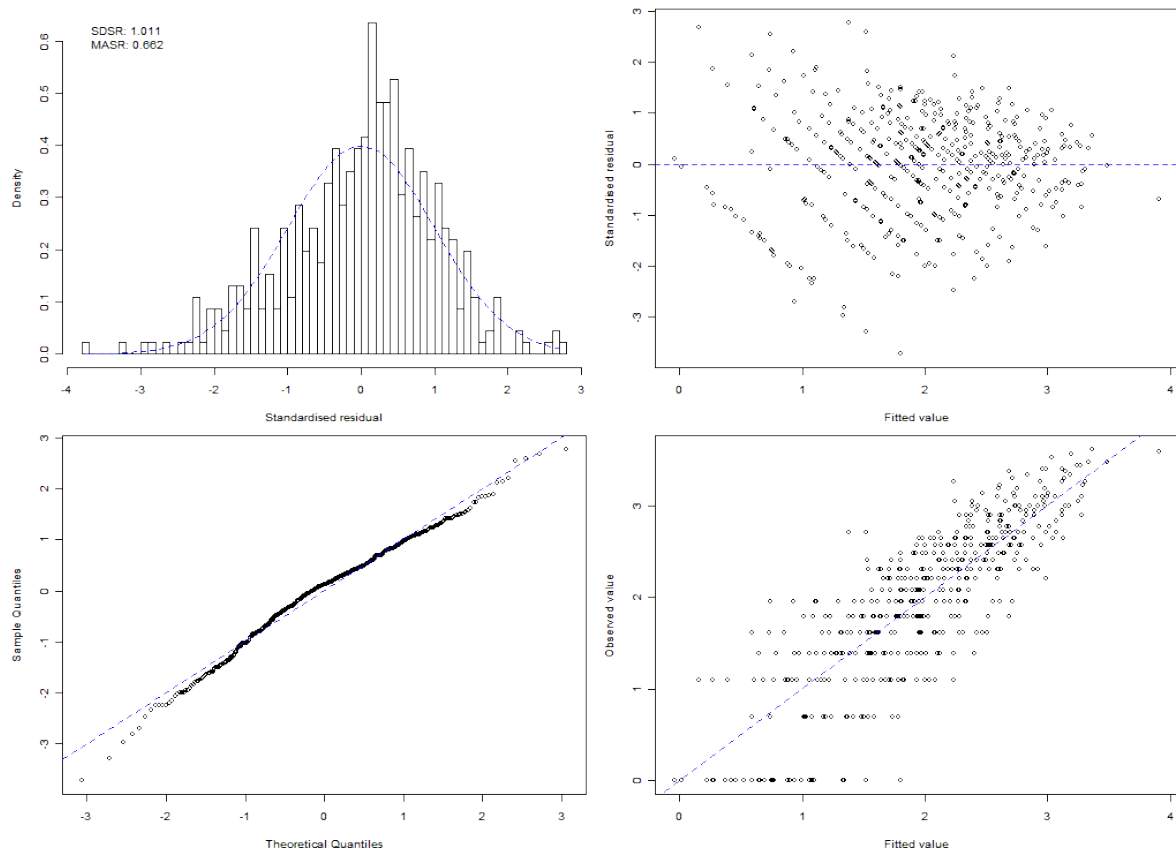 SDSR: 1.011
MASR: 0.662
Density
0.0 0.1 0.2 0.3 0.4 0.5 0.6
-4 -3 -2 -1 0 1 2 3
Standardised residual
Standardised residual
-3 -2 -1 0 1 2 3
0 1 2 3 4
Fitted value
Sample Quantiles
-3 -2 -1 0 1 2 3
-3 -2 -1 0 1 2 3
Theoretical Quantiles
Observed value
0 1 2 3
0 1 2 3 4
Fitted value